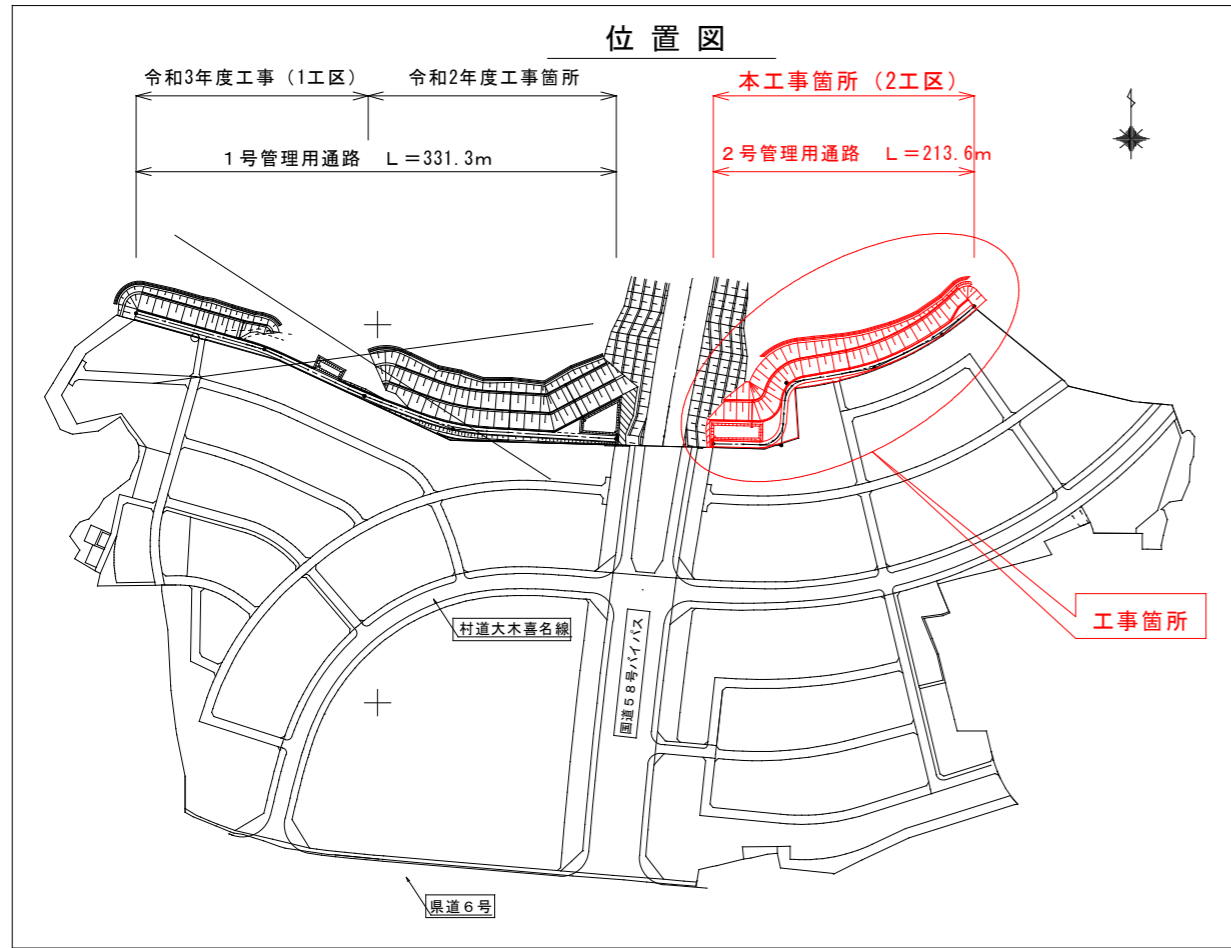 位置図
令和3年度工事（1工区）
令和2年度工事箇所
本工事箇所（2工区）
1号管理用通路　L＝331.3m
2号管理用通路　L＝213.6m
工事箇所
村道大木喜名線
国道58号バイパス
県道6号